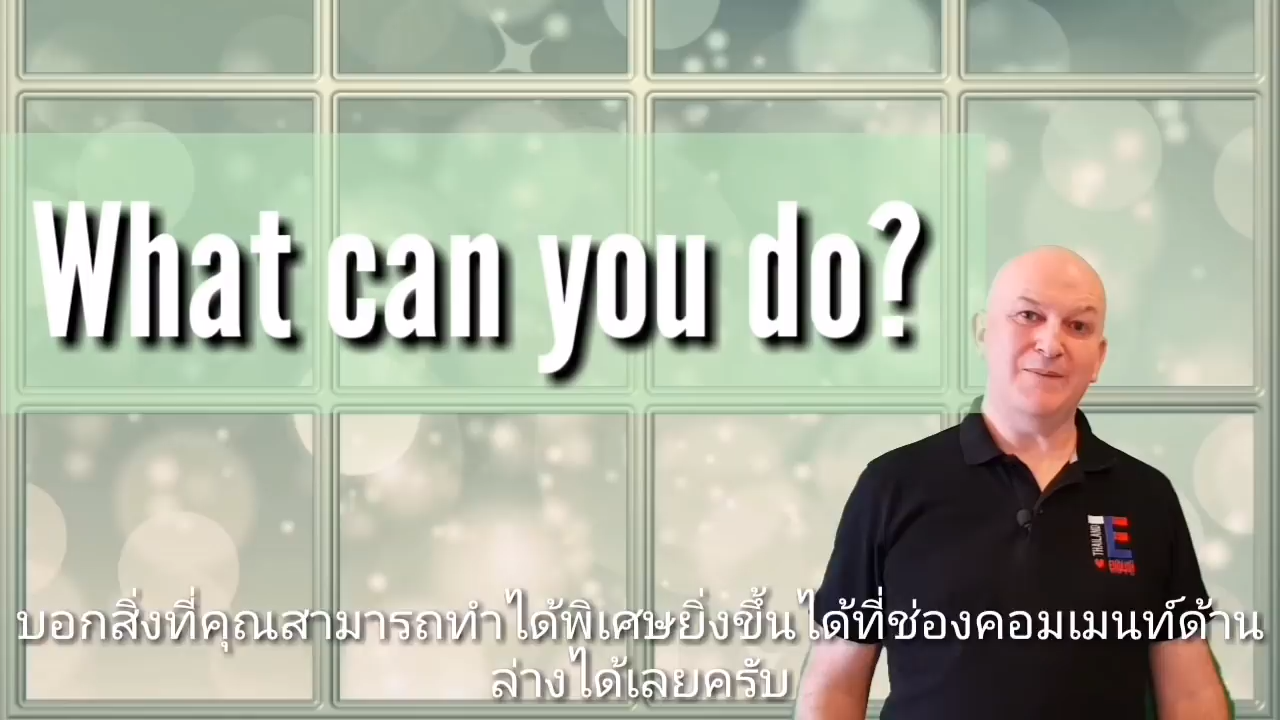 What can you do?
THAILAND
E
บอกสิ่งที่คุณสามารถทำได้พิเศษยิ่งขึ้นได้ที่ช่องคอมเมนท์ด้าน
ล่างได้เลยครับ